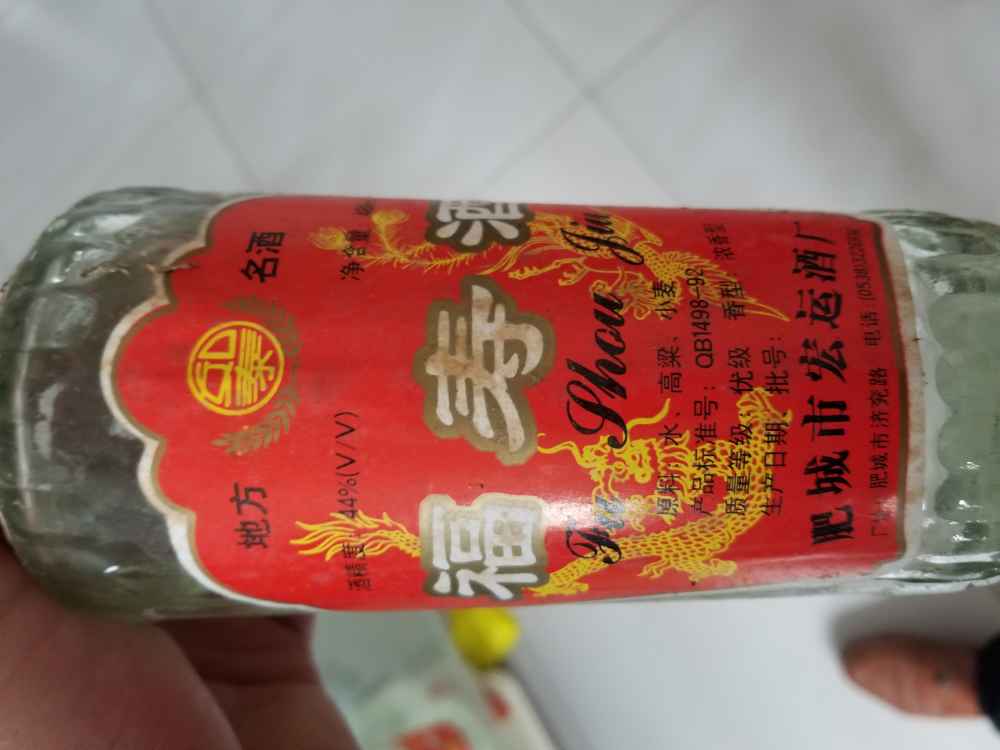 地方 名酒
SD
泰
酒精度:44%(V/V) 净含量
福寿酒
Fu Shou Jiu
原料:水、高粱、小麦
产品标准号:QB1498-92
质量等级:优级 香型:浓香型
生产日期、批号:
肥城市宏运酒厂
厂址:肥城市济兖路 电话:(0538)